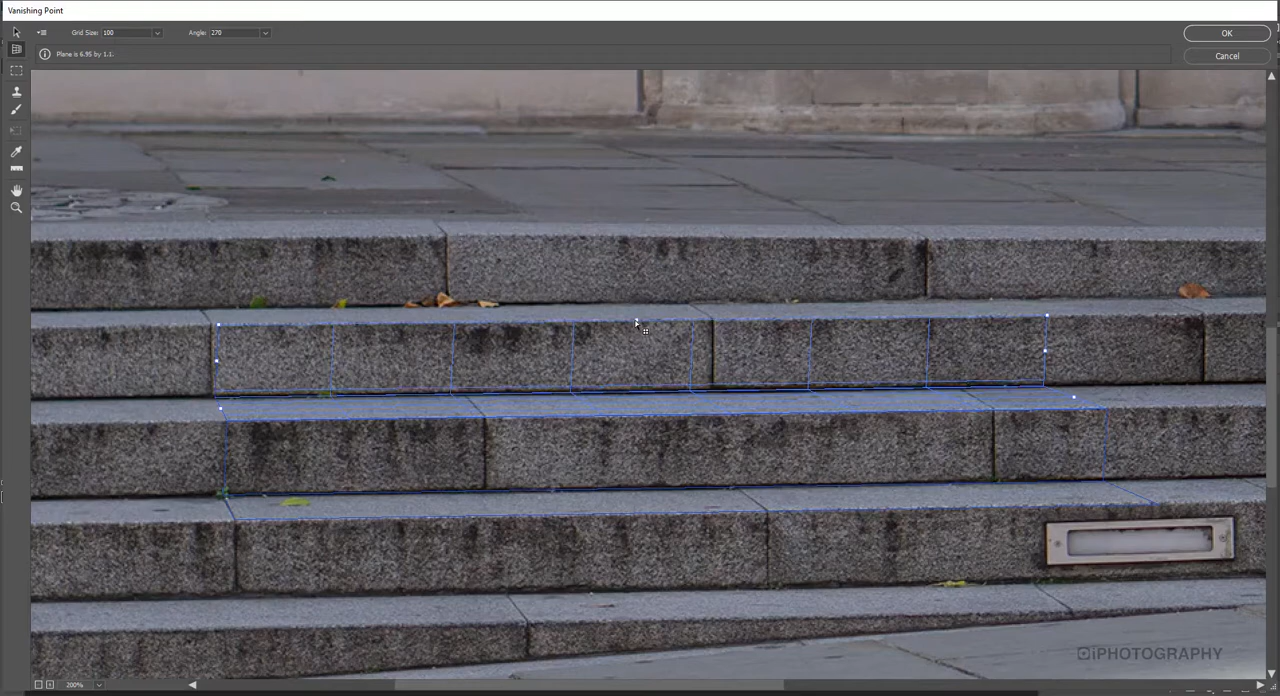 Vanishing Point
Grid Size: 100 Angle: 270
OK
Plane is 6.95 by 1.1.
Cancel
iPHOTOGRAPHY
200%